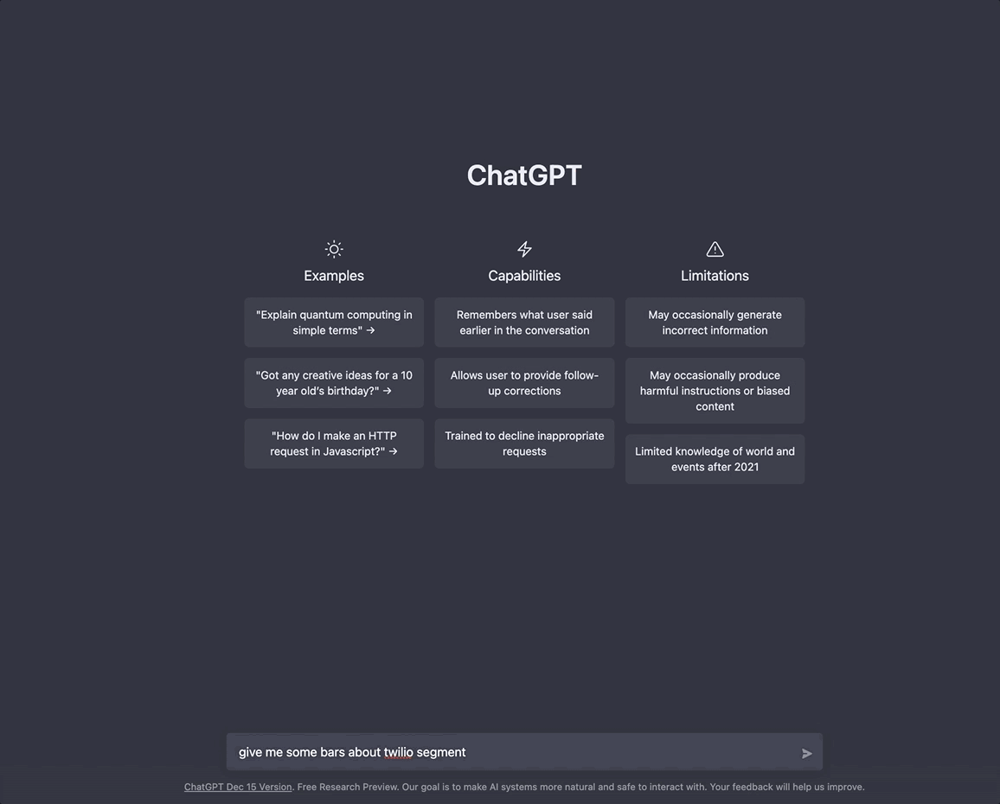 ChatGPT
Examples
"Explain quantum computing in
simple terms" →
"Got any creative ideas for a 10
year old's birthday?" →
"How do I make an HTTP
request in Javascript?" →
Capabilities
Remembers what user said
earlier in the conversation
Allows user to provide follow-
up corrections
Trained to decline inappropriate
requests
Limitations
May occasionally generate
incorrect information
May occasionally produce
harmful instructions or biased
content
Limited knowledge of world and
events after 2021
give me some bars about twilio segment
ChatGPT Dec 15 Version. Free Research Preview. Our goal is to make AI systems more natural and safe to interact with. Your feedback will help us improve.